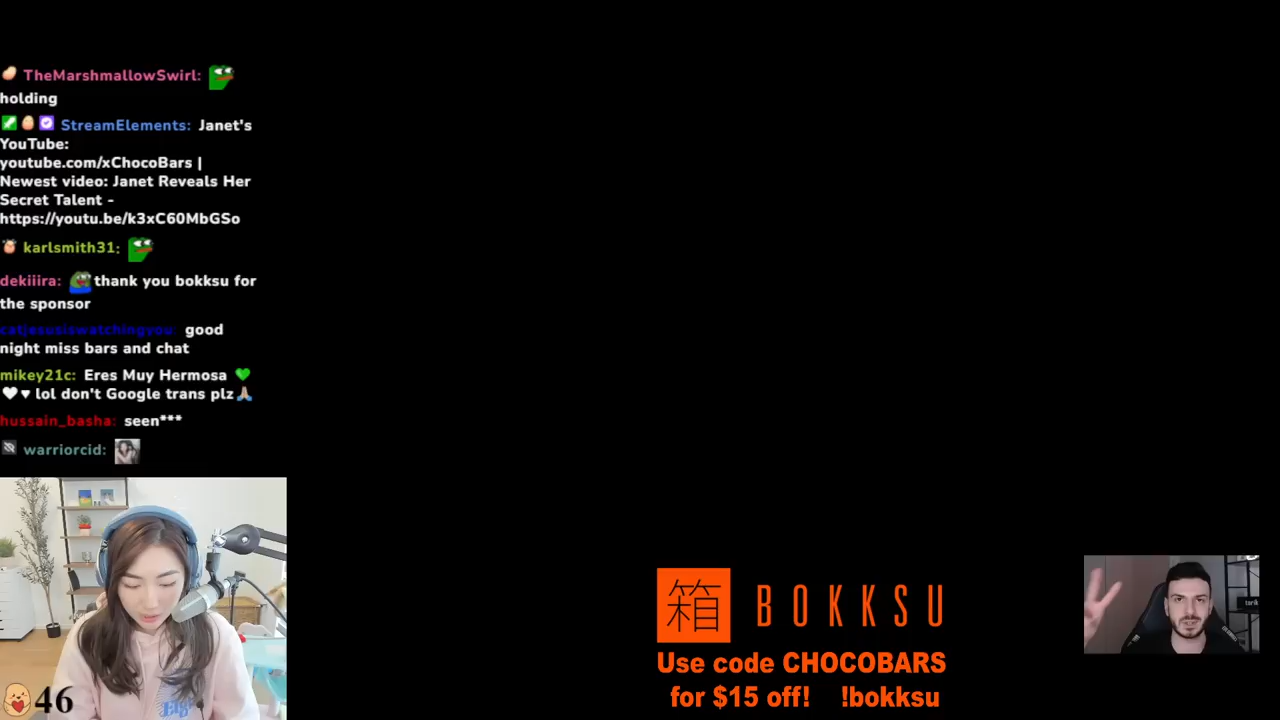 TheMarshmallowSwirl:
holding
StreamElements: Janet's
YouTube:
youtube.com/xChocoBars |
Newest video: Janet Reveals Her
Secret Talent -
https://youtu.be/k3xC60MbGSo
karlsmith31:
dekiiira: thank you bokksu for
the sponsor
catjesusiswatchingyou: good
night miss bars and chat
mikey21c: Eres Muy Hermosa 💚
🤍♥ lol don't Google trans plz🙏🏼
hussain_basha: seen***
warriorcid:
46
箱 BOKKSU
Use code CHOCOBARS
for $15 off! !bokksu
tarik